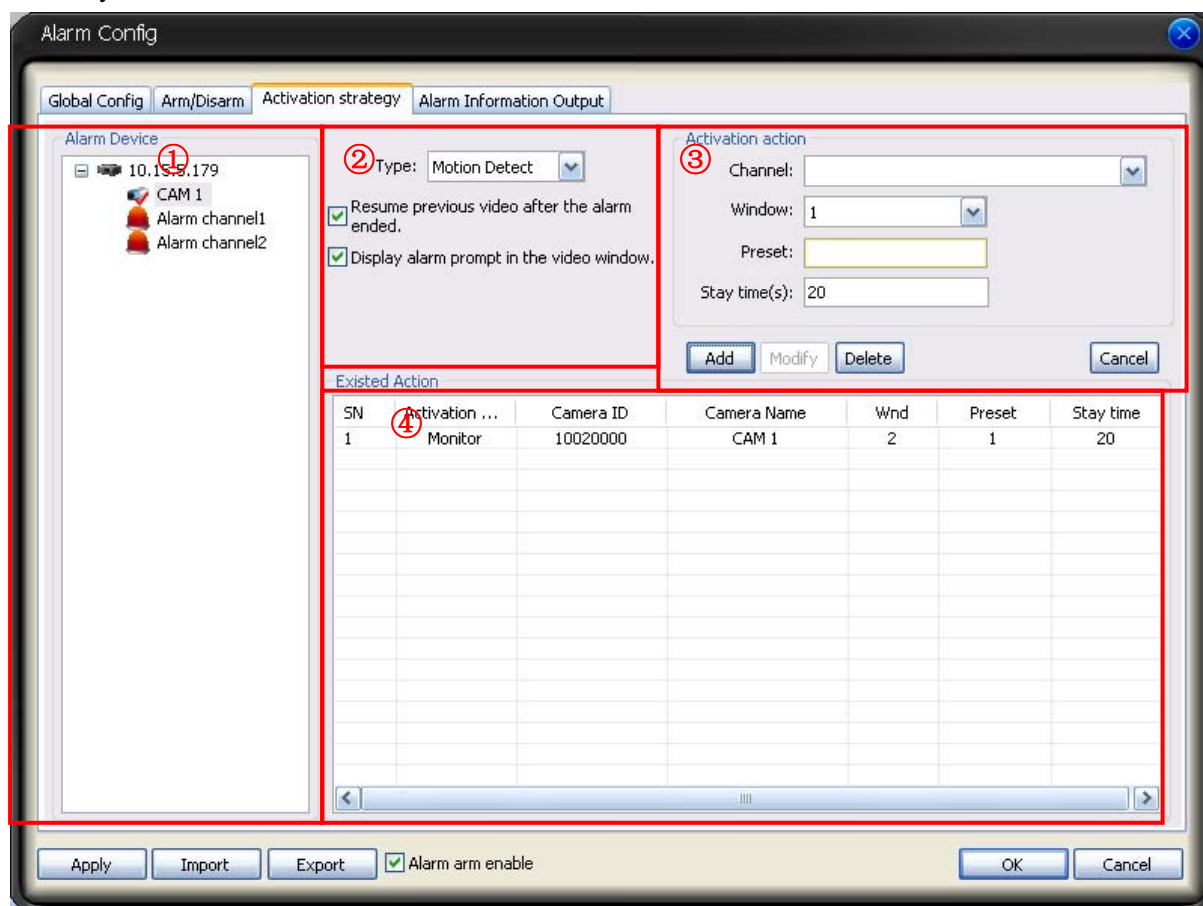 Alarm Config
Global Config Arm/Disarm Activation strategy Alarm Information Output
Alarm Device
①
10.15.5.179
CAM 1
Alarm channel1
Alarm channel2
②
Type: Motion Detect
Resume previous video after the alarm
ended.
Display alarm prompt in the video window.
Activation action
③
Channel:
Window: 1
Preset:
Stay time(s): 20
Add Modify Delete Cancel
Existed Action
④
SN Activation ... Camera ID Camera Name Wnd Preset Stay time
1 Monitor 10020000 CAM 1 2 1 20
Apply Import Export Alarm arm enable OK Cancel